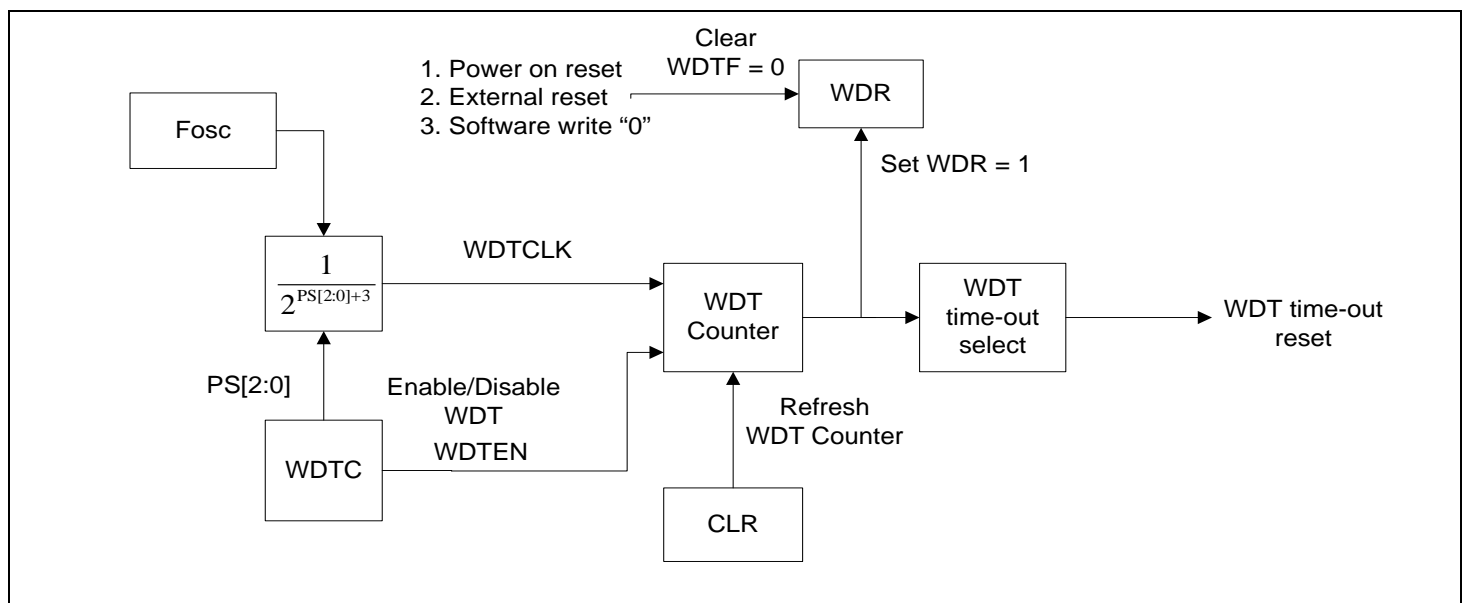 Clear
WDTF = 0
1. Power on reset
2. External reset
3. Software write “0”
WDR
Fosc
Set WDR = 1
1
2^PS[2:0]+3
WDTCLK
WDT
Counter
WDT
time-out
select
WDT time-out
reset
PS[2:0]
Enable/Disable
WDT
WDTEN
Refresh
WDT Counter
WDTC
CLR